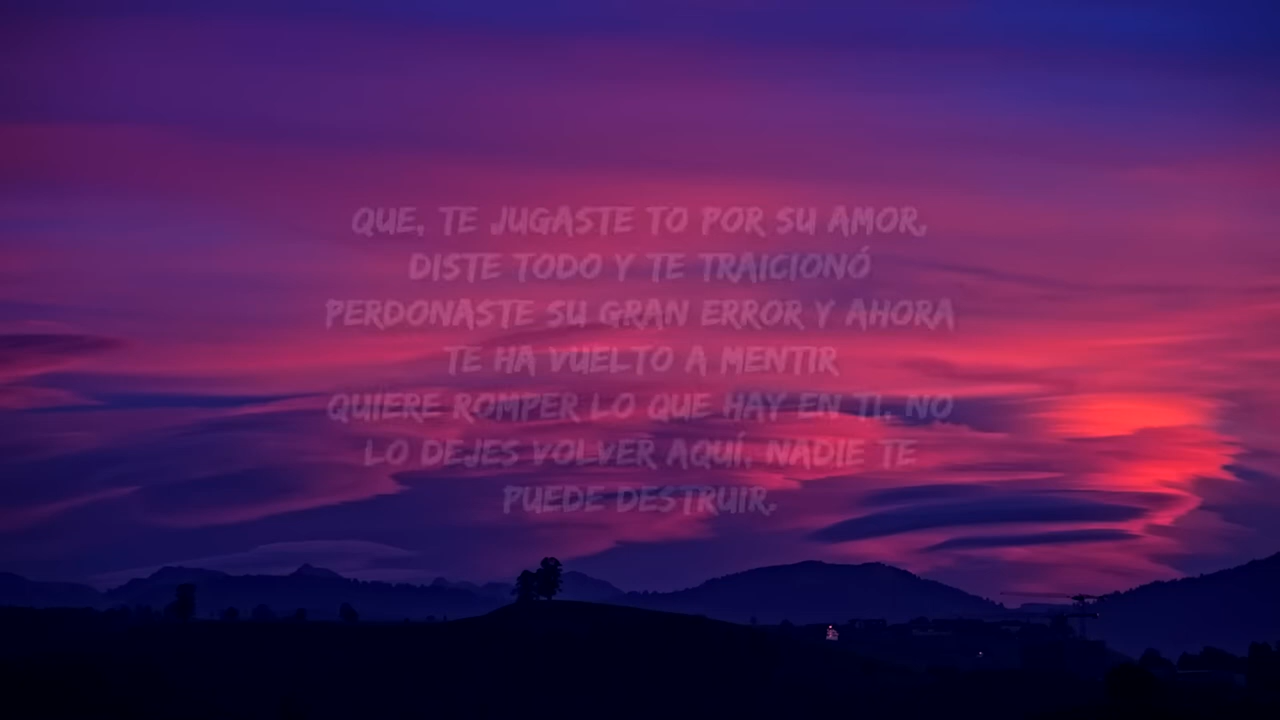 QUE, TE JUGASTE TO POR SU AMOR,
DISTE TODO Y TE TRAICIONÓ
PERDONASTE SU GRAN ERROR Y AHORA
TE HA VUELTO A MENTIR
QUIERE ROMPER LO QUE HAY EN TI. NO
LO DEJES VOLVER AQUÍ. NADIE TE
PUEDE DESTRUIR.